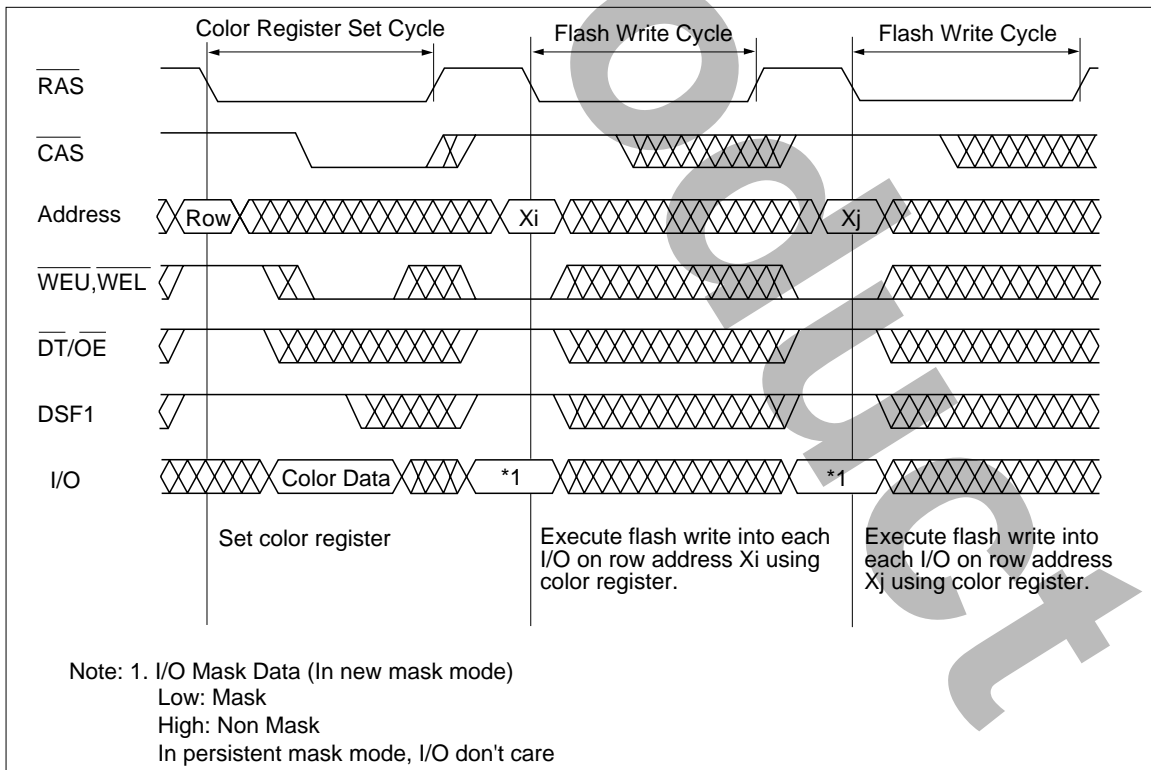 Color Register Set Cycle
Flash Write Cycle
Flash Write Cycle
RAS
CAS
Address
Row
Xi
Xj
WEU,WEL
DT/OE
DSF1
I/O
Color Data
*1
*1
Set color register
Execute flash write into each
I/O on row address Xi using
color register.
Execute flash write into
each I/O on row address
Xj using color register.
Note: 1. I/O Mask Data (In new mask mode)
Low: Mask
High: Non Mask
In persistent mask mode, I/O don't care
oduct